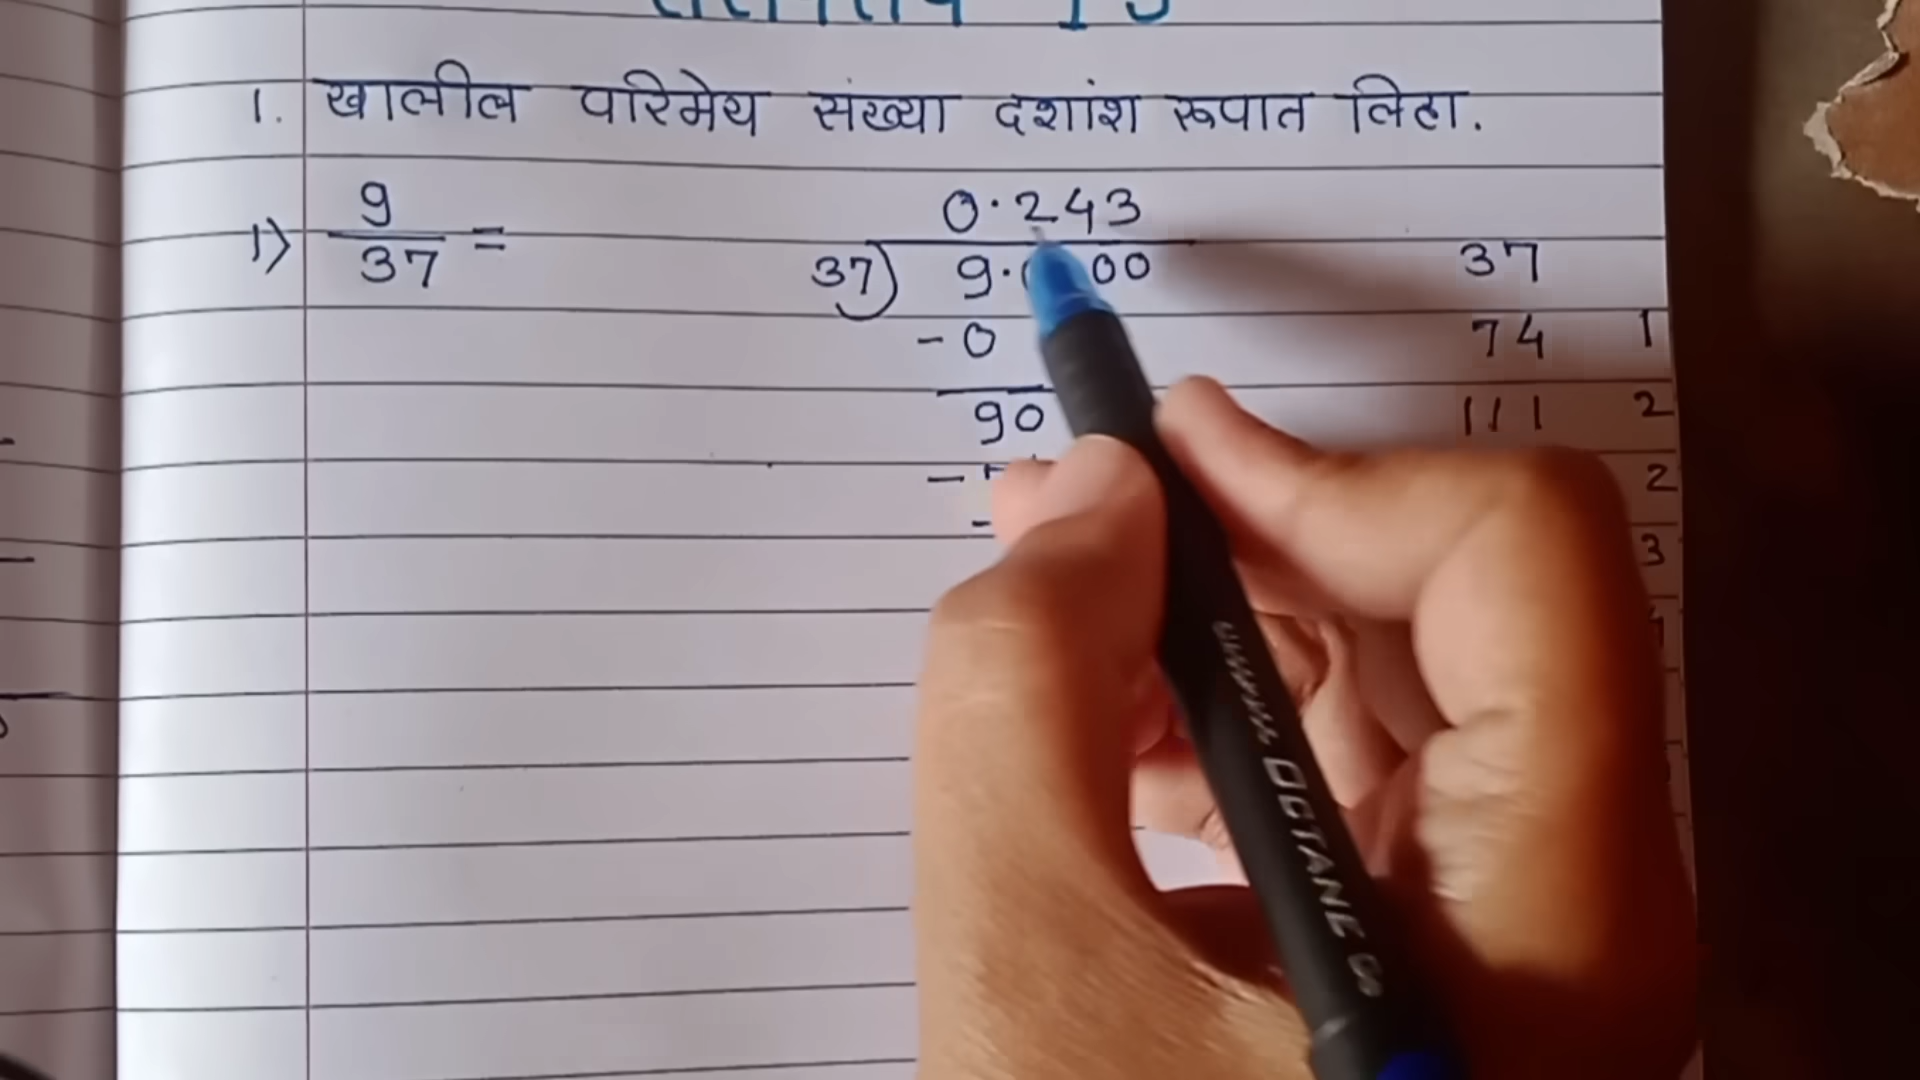 1. खालील परिमेय संख्या दशांश रूपात लिहा.
0.243
1) 9/37 =
37) 9. 00
37
- 0
74 1
90
111 2
-
2
3
OCTANE